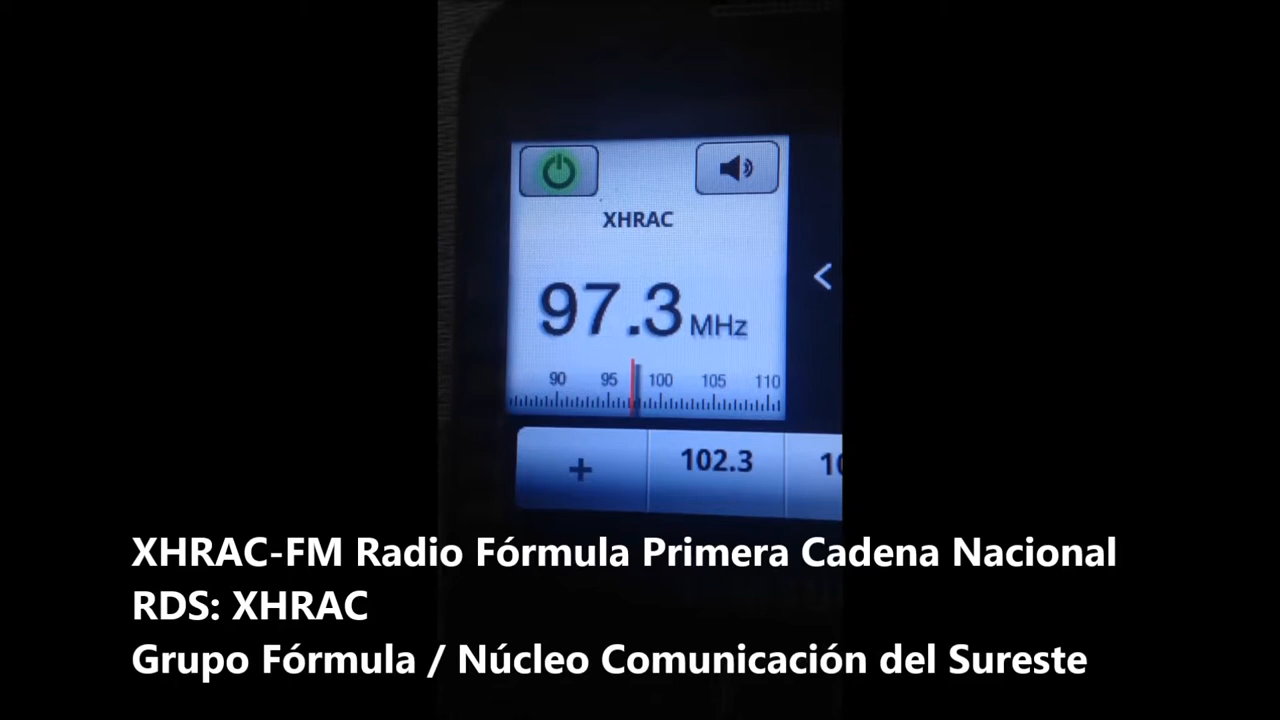 XHRAC
97.3 MHz
90 95 100 105 110
+ 102.3 10
XHRAC-FM Radio Fórmula Primera Cadena Nacional
RDS: XHRAC
Grupo Fórmula / Núcleo Comunicación del Sureste